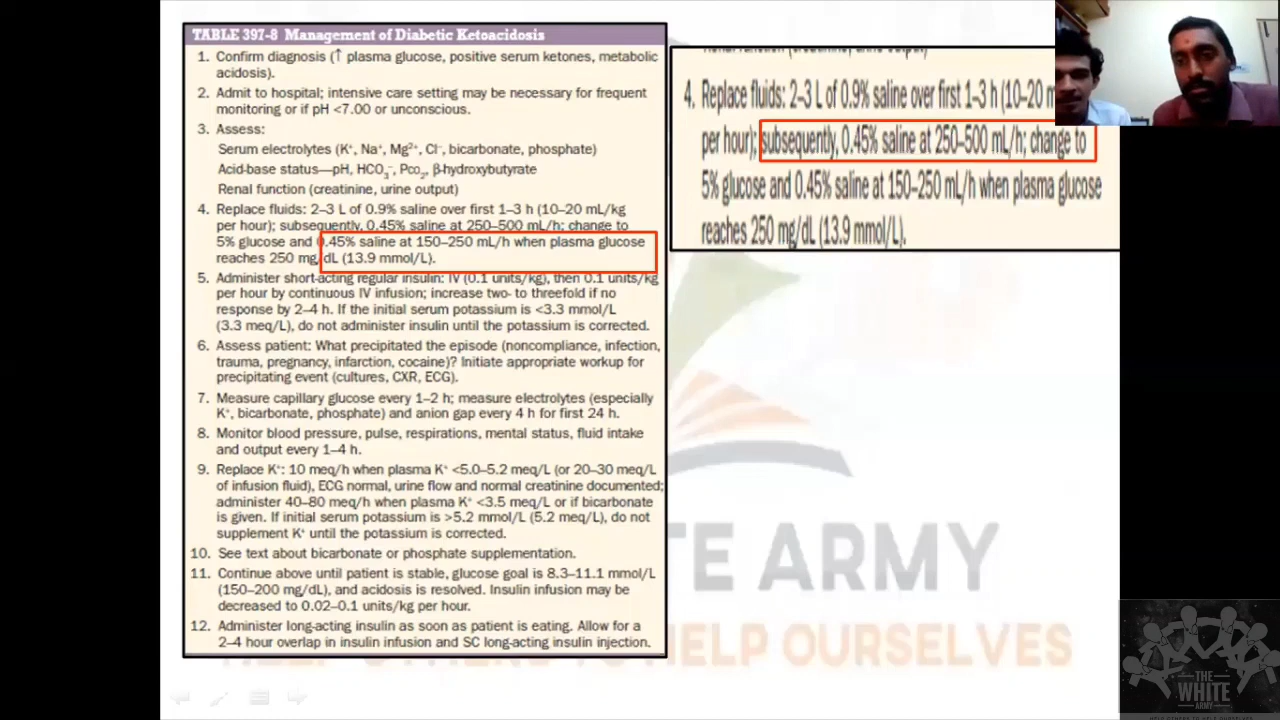 TABLE 397-8 Management of Diabetic Ketoacidosis
1. Confirm diagnosis (↑ plasma glucose, positive serum ketones, metabolic
acidosis).
2. Admit to hospital; intensive care setting may be necessary for frequent
monitoring or if pH <7.00 or unconscious.
3. Assess:
Serum electrolytes (K⁺, Na⁺, Mg²⁺, Cl⁻, bicarbonate, phosphate)
Acid-base status—pH, HCO₃⁻, Pco₂, β-hydroxybutyrate
Renal function (creatinine, urine output)
4. Replace fluids: 2–3 L of 0.9% saline over first 1–3 h (10–20 mL/kg
per hour); subsequently, 0.45% saline at 250–500 mL/h; change to
5% glucose and 0.45% saline at 150–250 mL/h when plasma glucose
reaches 250 mg/dL (13.9 mmol/L).
5. Administer short-acting regular insulin: IV (0.1 units/kg), then 0.1 units/kg
per hour by continuous IV infusion; increase two- to threefold if no
response by 2–4 h. If the initial serum potassium is <3.3 mmol/L
(3.3 meq/L), do not administer insulin until the potassium is corrected.
6. Assess patient: What precipitated the episode (noncompliance, infection,
trauma, pregnancy, infarction, cocaine)? Initiate appropriate workup for
precipitating event (cultures, CXR, ECG).
7. Measure capillary glucose every 1–2 h; measure electrolytes (especially
K⁺, bicarbonate, phosphate) and anion gap every 4 h for first 24 h.
8. Monitor blood pressure, pulse, respirations, mental status, fluid intake
and output every 1–4 h.
9. Replace K⁺: 10 meq/h when plasma K⁺ <5.0–5.2 meq/L (or 20–30 meq/L
of infusion fluid), ECG normal, urine flow and normal creatinine documented;
administer 40–80 meq/h when plasma K⁺ <3.5 meq/L or if bicarbonate
is given. If initial serum potassium is >5.2 mmol/L (5.2 meq/L), do not
supplement K⁺ until the potassium is corrected.
10. See text about bicarbonate or phosphate supplementation.
11. Continue above until patient is stable, glucose goal is 8.3–11.1 mmol/L
(150–200 mg/dL), and acidosis is resolved. Insulin infusion may be
decreased to 0.02–0.1 units/kg per hour.
12. Administer long-acting insulin as soon as patient is eating. Allow for a
2–4 hour overlap in insulin infusion and SC long-acting insulin injection.
4. Replace fluids: 2–3 L of 0.9% saline over first 1–3 h (10–20 m
per hour); subsequently, 0.45% saline at 250–500 mL/h; change to
5% glucose and 0.45% saline at 150–250 mL/h when plasma glucose
reaches 250 mg/dL (13.9 mmol/L).
TE ARMY
HELP OURSELVES
THE
WHITE
ARMY